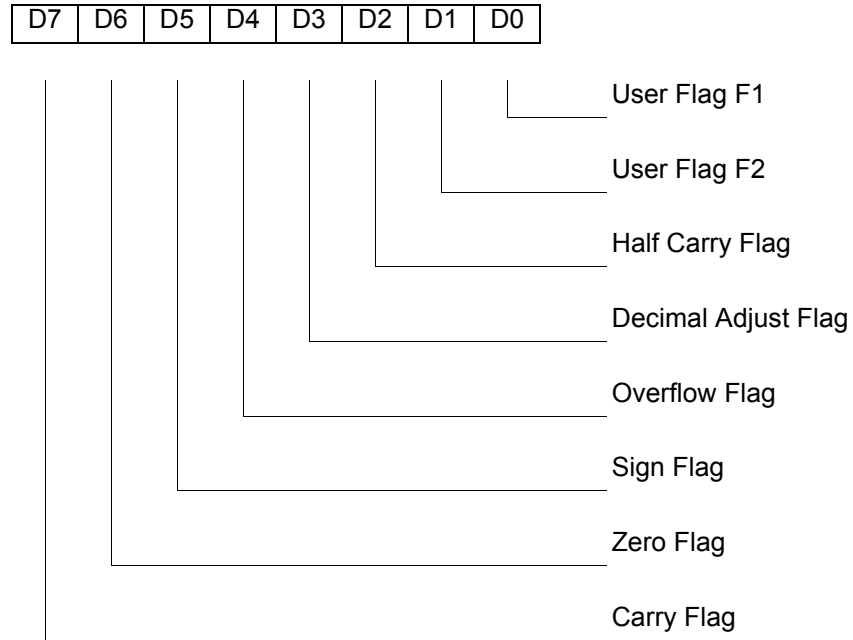 D7 D6 D5 D4 D3 D2 D1 D0
User Flag F1
User Flag F2
Half Carry Flag
Decimal Adjust Flag
Overflow Flag
Sign Flag
Zero Flag
Carry Flag